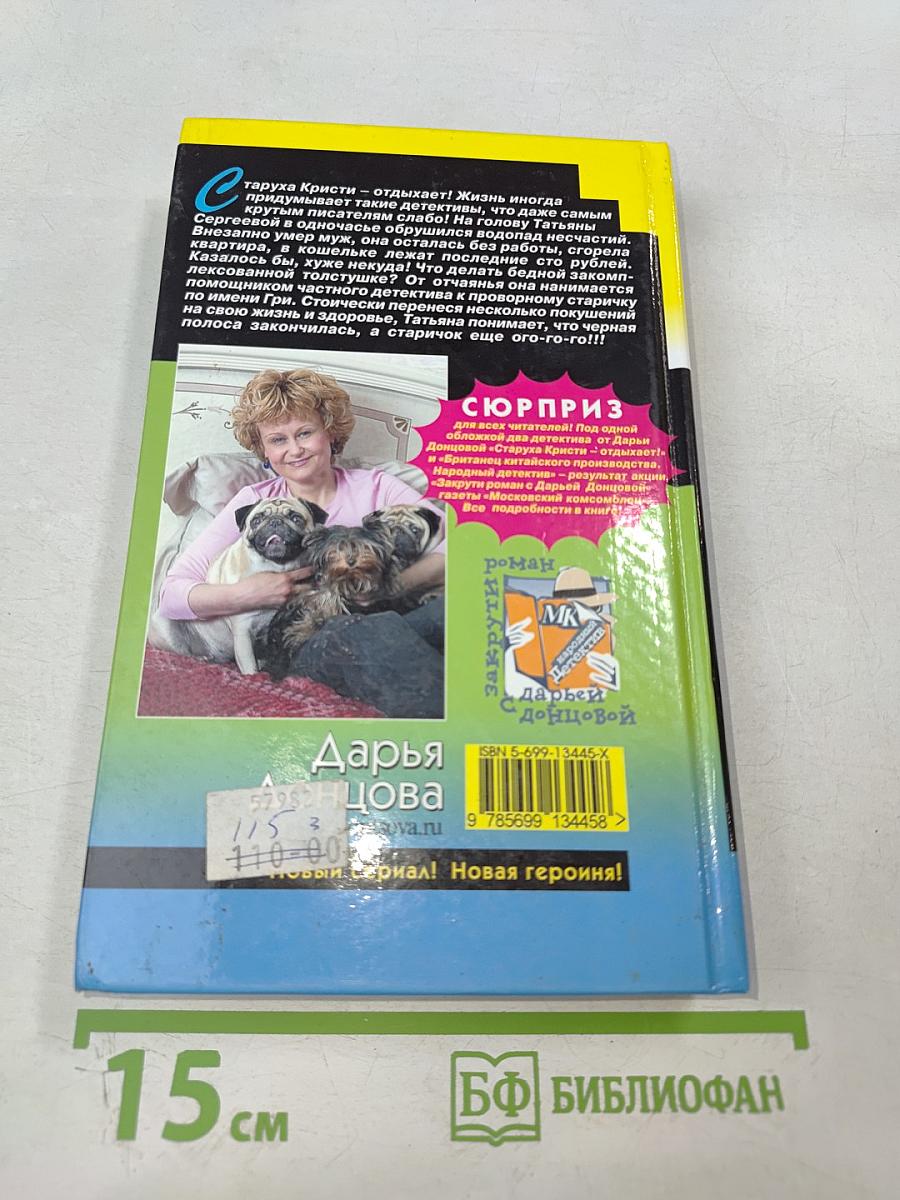 Старуха Кристи – отдыхает! Жизнь иногда
придумывает такие детективы, что даже самым
крутым писателям слабо! На голову Татьяны
Сергеевой в одночасье обрушился водопад несчастий.
Внезапно умер муж, она осталась без работы, сгорела
квартира, в кошельке лежат последние сто рублей.
Казалось бы, хуже некуда! Что делать бедной закомп-
лексованной толстушке? От отчаянья она нанимается
помощником частного детектива к проворному старичку
по имени Гри. Стоически перенеся несколько покушений
на свою жизнь и здоровье, Татьяна понимает, что черная
полоса закончилась, а старичок еще ого-го-го!!!
СЮРПРИЗ
для всех читателей! Под одной
обложкой два детектива от Дарьи
Донцовой «Старуха Кристи – отдыхает!»
и «Британец китайского производства.
Народный детектив» – результат акции
«Закрути роман с Дарьей Донцовой»
газеты «Московский комсомолец».
Все подробности в книге!
закрути
роман
МК
народный
детектив
с дарьей
донцовой
Дарья
Донцова
ova.ru
5798
115 з
110-00
Новый сериал! Новая героиня!
ISBN 5-699-13445-X
9 785699 134458 >
15 см
БФ БИБЛИОФАН